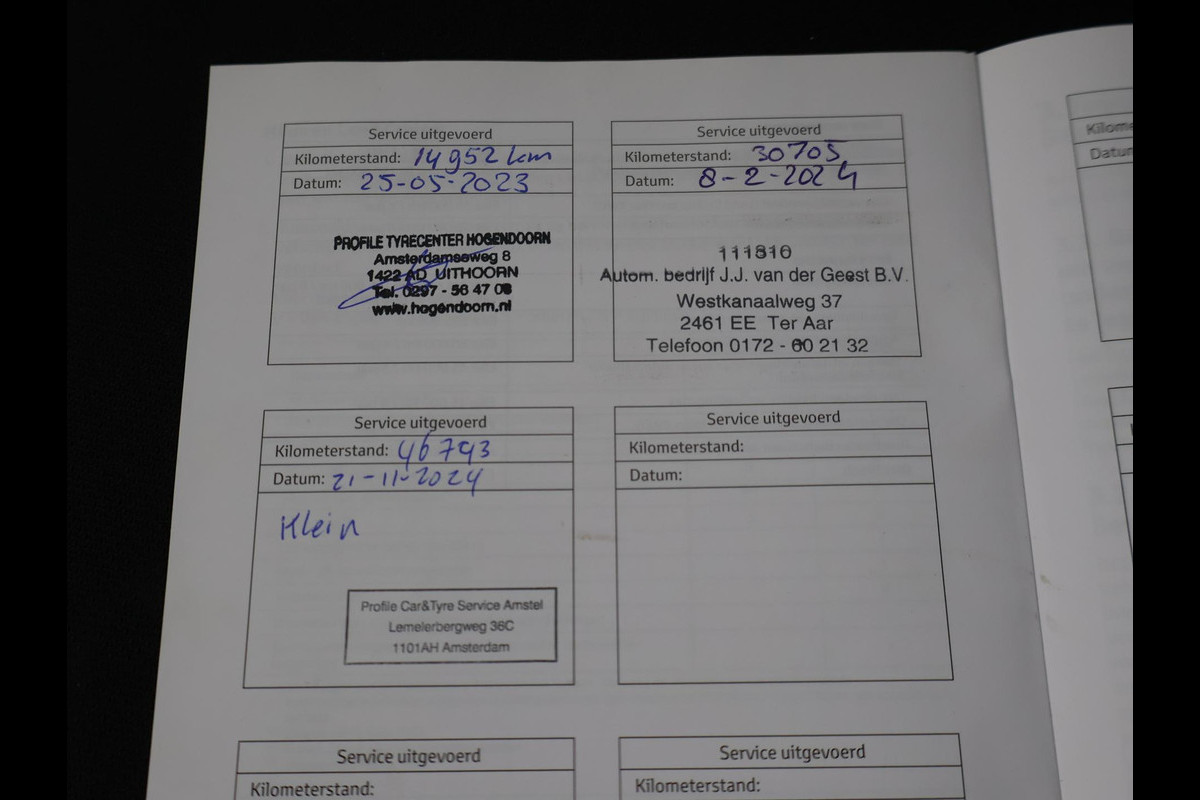 Service uitgevoerd
Kilometerstand: 14952 km
Datum: 25-05-2023
PROFILE TYRECENTER HOGENDOORN
Amsterdamseweg 8
1422 AD UITHOORN
Tel. 0297 - 56 47 08
www.hogendoorn.nl
Service uitgevoerd
Kilometerstand: 30705
Datum: 8-2-2024
111810
Autom. bedrijf J.J. van der Geest B.V.
Westkanaalweg 37
2461 EE Ter Aar
Telefoon 0172 - 60 21 32
Service uitgevoerd
Kilometerstand: 46793
Datum: 21-11-2024
Klein
Profile Car&Tyre Service Amstel
Lemelerbergweg 36C
1101AH Amsterdam
Service uitgevoerd
Kilometerstand:
Datum:
Service uitgevoerd
Kilometerstand:
Service uitgevoerd
Kilometerstand:
Kilome
Datum